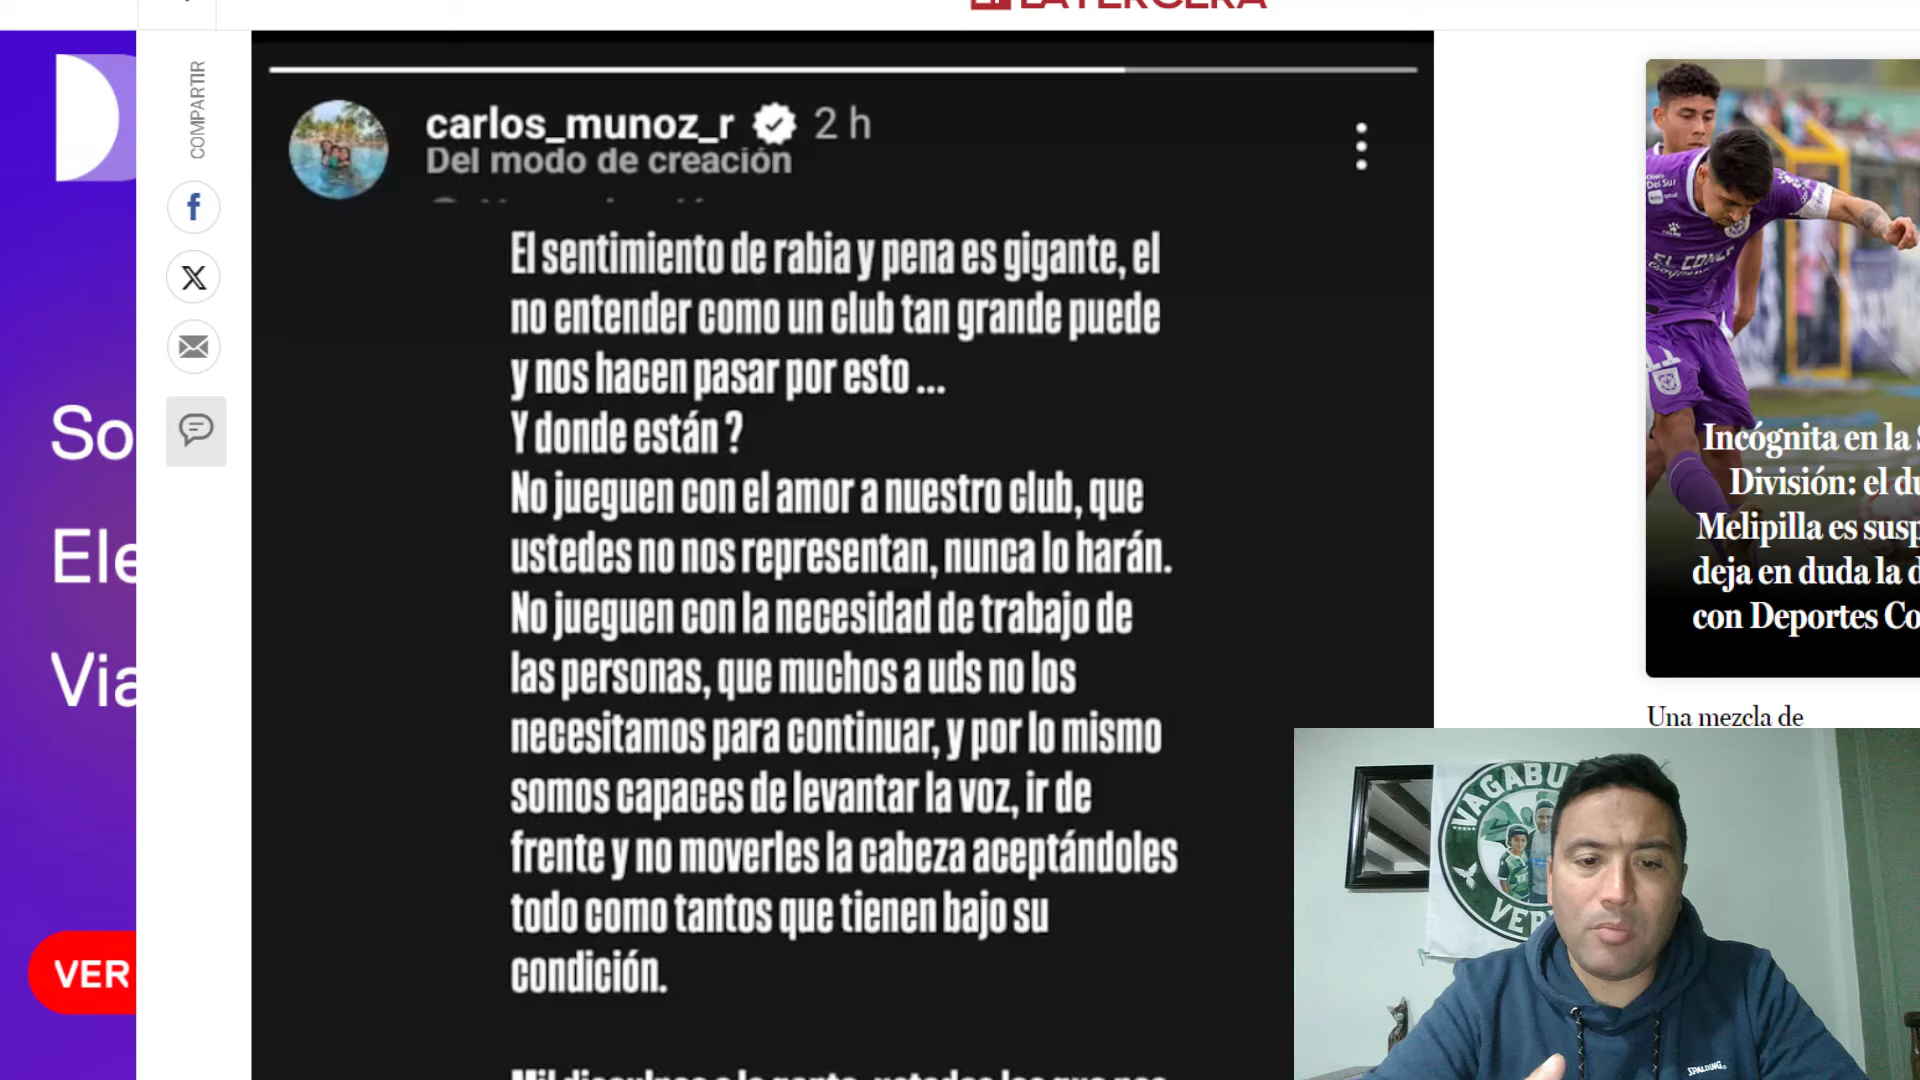 LA TERCERA
COMPARTIR
So
Ele
Via
VER
carlos_munoz_r 2 h
Del modo de creación
El sentimiento de rabia y pena es gigante, el
no entender como un club tan grande puede
y nos hacen pasar por esto ...
Y donde están ?
No jueguen con el amor a nuestro club, que
ustedes no nos representan, nunca lo harán.
No jueguen con la necesidad de trabajo de
las personas, que muchos a uds no los
necesitamos para continuar, y por lo mismo
somos capaces de levantar la voz, ir de
frente y no moverles la cabeza aceptándoles
todo como tantos que tienen bajo su
condición.
Incógnita en la S
División: el du
Melipilla es susp
deja en duda la d
con Deportes Co
Una mezcla de
VAGABU
VER
SPALDING